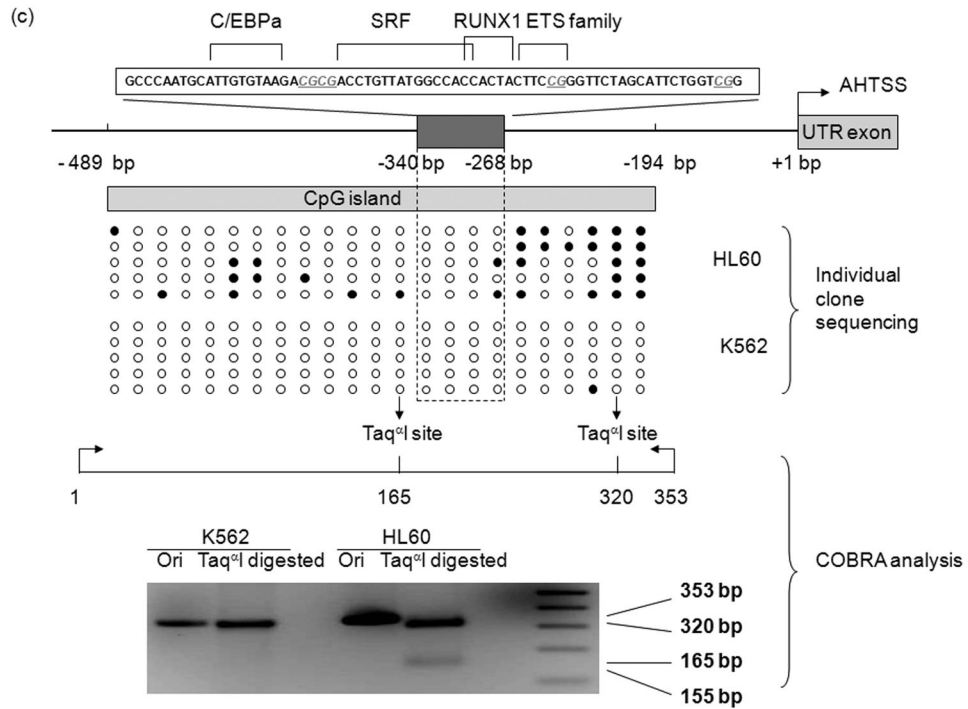 (c)
C/EBPa SRF RUNX1 ETS family
GCCCAATGCATTGTGTAAGACGCGACCTGTTATGGCCACCACTACTTCCCGGGTTCTAGCATTCTGGTCGG
AHTSS
UTR exon
- 489 bp -340 bp -268 bp -194 bp +1 bp
CpG island
HL60
Individual
clone
sequencing
K562
TaqαI site TaqαI site
1 165 320 353
K562 HL60
Ori TaqαI digested Ori TaqαI digested
COBRA analysis
353 bp
320 bp
165 bp
155 bp